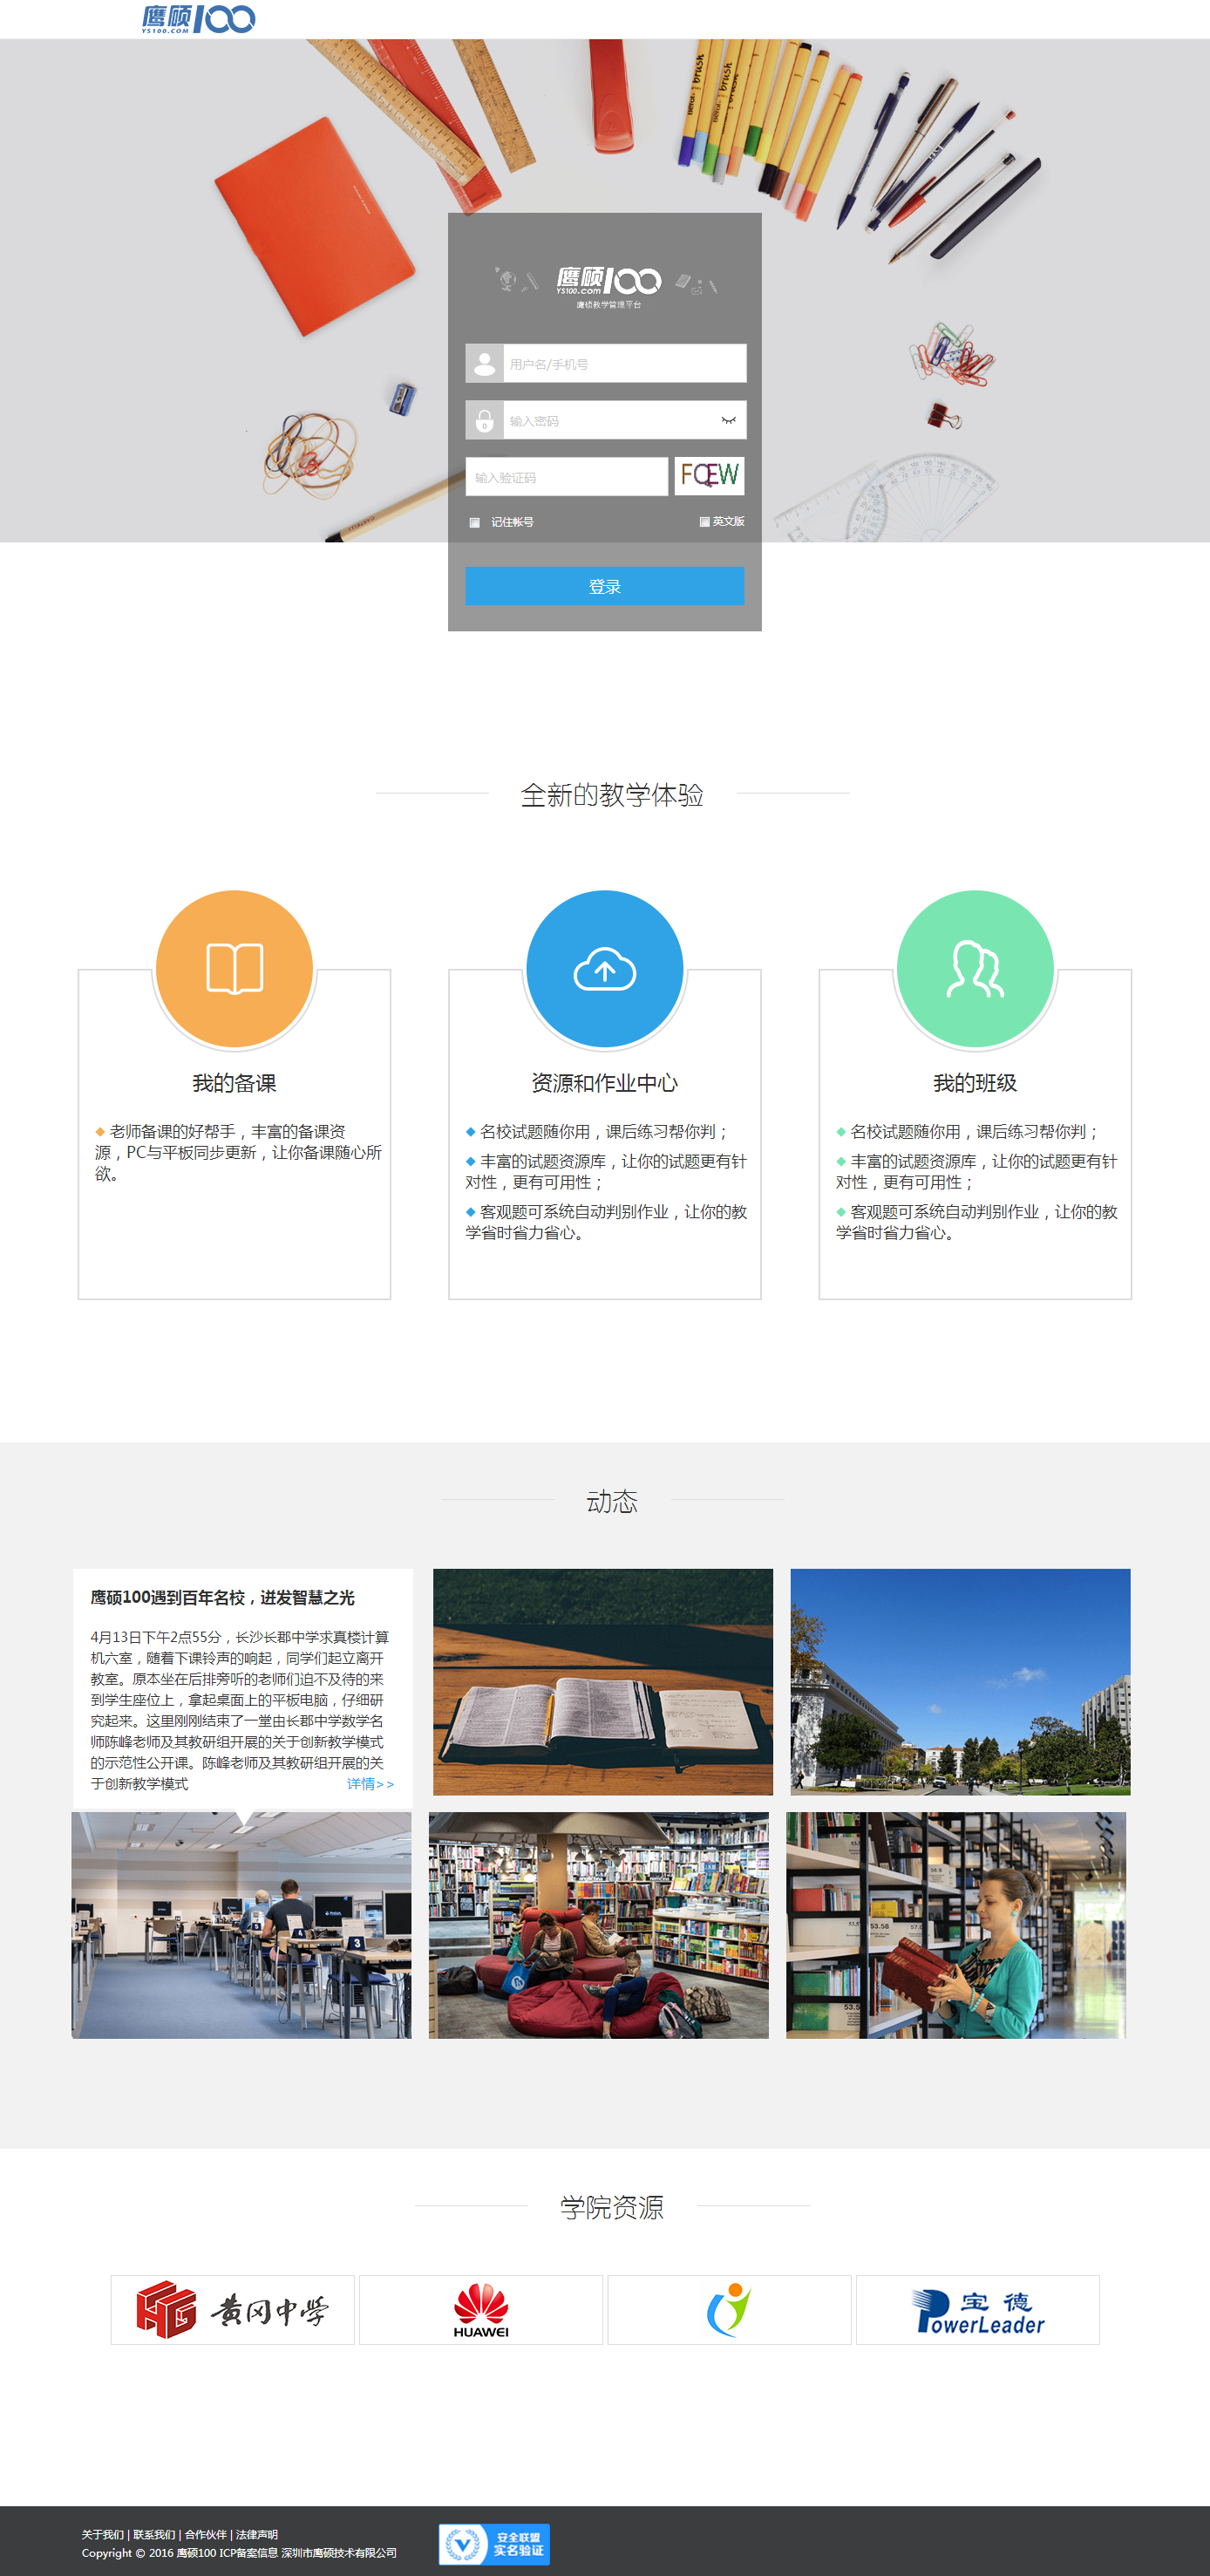 鹰硕100
YS100.COM
brush
brush
鹰硕100
YS100.COM
鹰硕教学管理平台
用户名/手机号
输入密码
输入验证码
FQEW
记住帐号
英文版
登录
全新的教学体验
我的备课
◆ 老师备课的好帮手，丰富的备课资
源，PC与平板同步更新，让你备课随心所
欲。
资源和作业中心
◆ 名校试题随你用，课后练习帮你判；
◆ 丰富的试题资源库，让你的试题更有针
对性，更有可用性；
◆ 客观题可系统自动判别作业，让你的教
学省时省力省心。
我的班级
◆ 名校试题随你用，课后练习帮你判；
◆ 丰富的试题资源库，让你的试题更有针
对性，更有可用性；
◆ 客观题可系统自动判别作业，让你的教
学省时省力省心。
动态
鹰硕100遇到百年名校，迸发智慧之光
4月13日下午2点55分，长沙长郡中学求真楼计算
机六室，随着下课铃声的响起，同学们起立离开
教室。原本坐在后排旁听的老师们迫不及待的来
到学生座位上，拿起桌面上的平板电脑，仔细研
究起来。这里刚刚结束了一堂由长郡中学数学名
师陈峰老师及其教研组开展的关于创新教学模式
的示范性公开课。陈峰老师及其教研组开展的关
于创新教学模式
详情>>
3
53.58
53.5
学院资源
HG 黄冈中学
HUAWEI
宝德
PowerLeader
关于我们 | 联系我们 | 合作伙伴 | 法律声明
Copyright © 2016 鹰硕100 ICP备案信息 深圳市鹰硕技术有限公司
安全联盟
实名验证